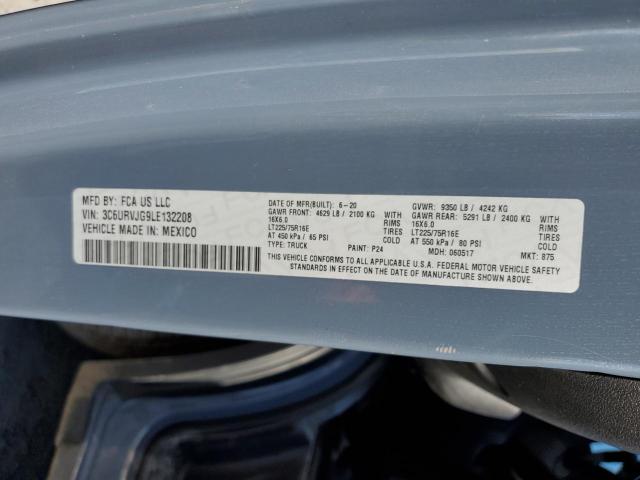 MFD BY: FCA US LLC
VIN: 3C6URVJG9LE132208
VEHICLE MADE IN: MEXICO
DATE OF MFR(BUILT): 6-20 GVWR: 9350 LB / 4242 KG
GAWR FRONT: 4629 LB / 2100 KG WITH GAWR REAR: 5291 LB / 2400 KG WITH
16X6.0 RIMS 16X6.0 RIMS
LT225/75R16E TIRES LT225/75R16E TIRES
AT 450 kPa / 65 PSI COLD AT 550 kPa / 80 PSI COLD
TYPE: TRUCK PAINT: P24 MDH: 060517 MKT: 875
THIS VEHICLE CONFORMS TO ALL APPLICABLE U.S.A. FEDERAL MOTOR VEHICLE SAFETY
STANDARDS IN EFFECT ON THE DATE OF MANUFACTURE SHOWN ABOVE.